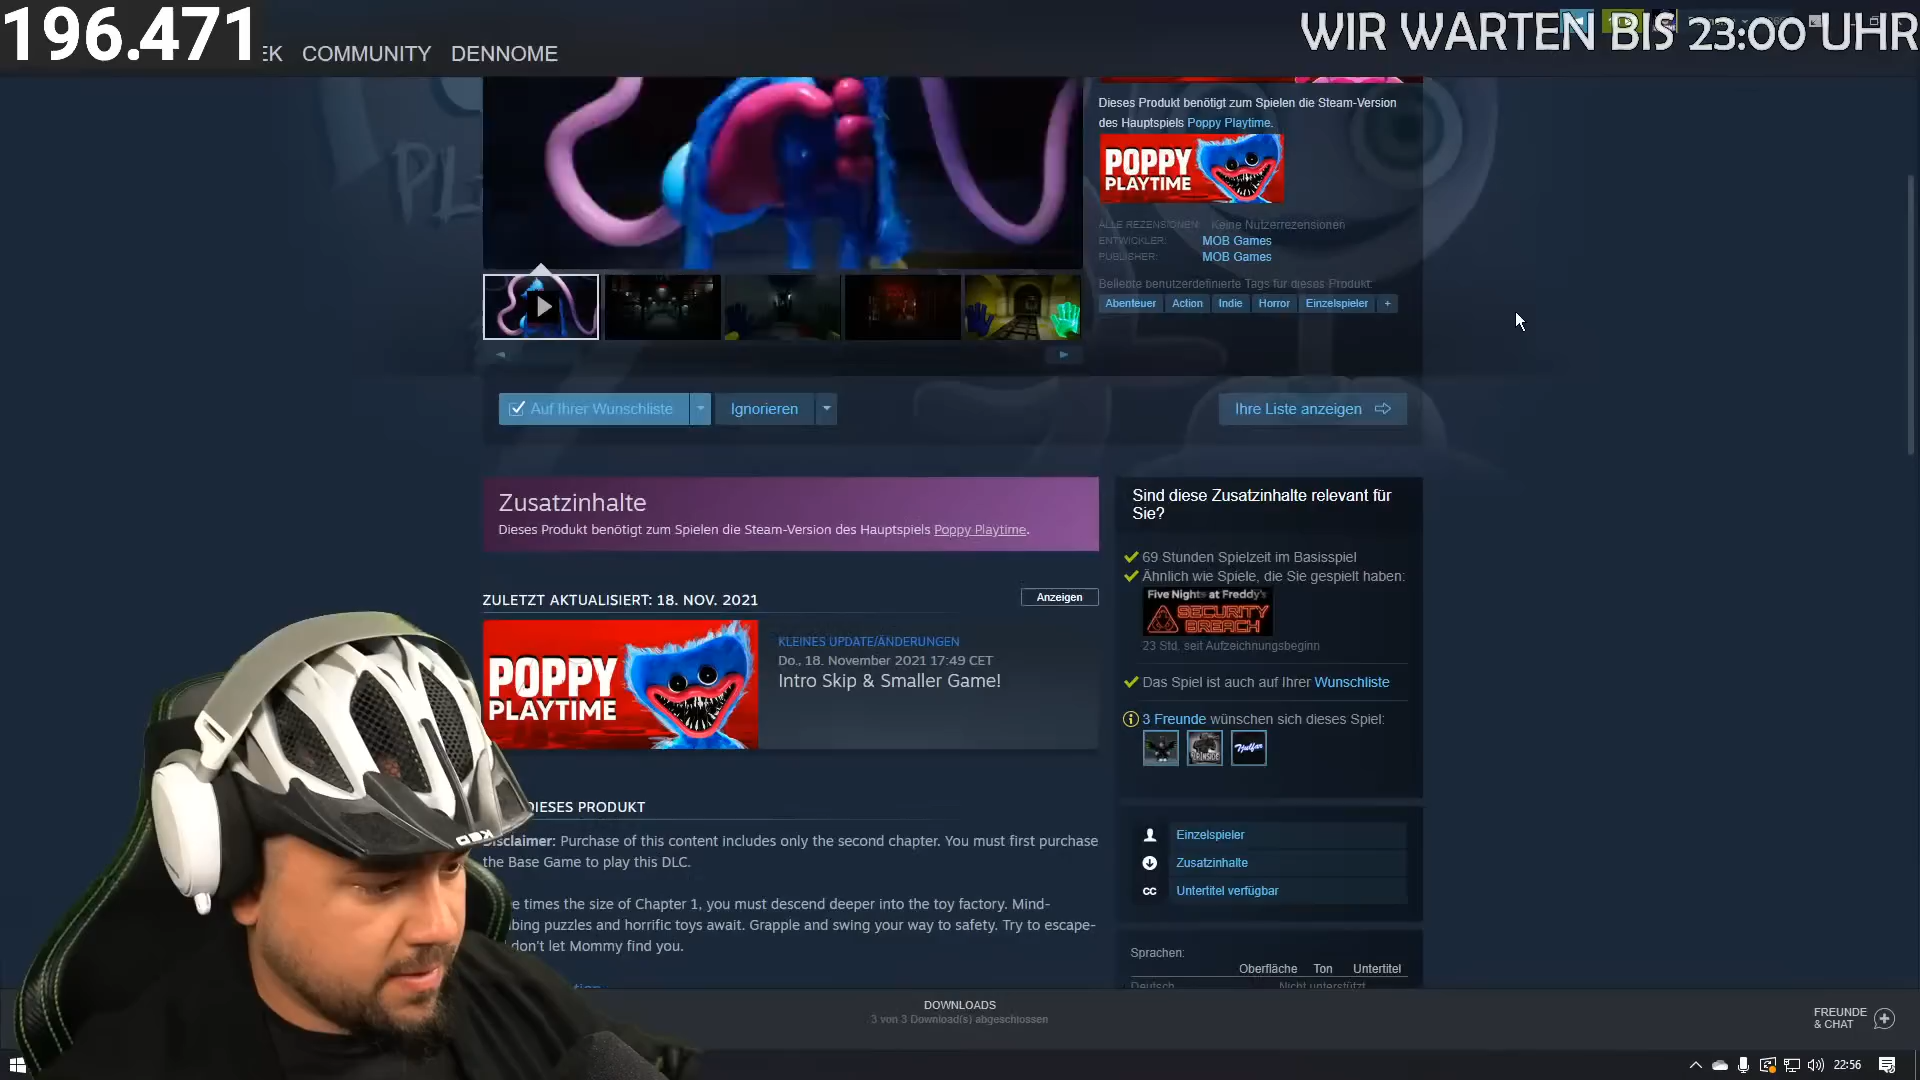 196.471
EK COMMUNITY DENNOME
WIR WARTEN BIS 23:00 UHR
Dieses Produkt benötigt zum Spielen die Steam-Version
des Hauptspiels Poppy Playtime.
POPPY
PLAYTIME
ALLE REZENSIONEN: Keine Nutzerrezensionen
ENTWICKLER: MOB Games
PUBLISHER: MOB Games
Beliebte benutzerdefinierte Tags für dieses Produkt:
Abenteuer Action Indie Horror Einzelspieler +
Auf Ihrer Wunschliste Ignorieren Ihre Liste anzeigen
Zusatzinhalte
Dieses Produkt benötigt zum Spielen die Steam-Version des Hauptspiels Poppy Playtime.
ZULETZT AKTUALISIERT: 18. NOV. 2021 Anzeigen
POPPY
PLAYTIME
KLEINES UPDATE/ÄNDERUNGEN
Do., 18. November 2021 17:49 CET
Intro Skip & Smaller Game!
DIESES PRODUKT
Disclaimer: Purchase of this content includes only the second chapter. You must first purchase
the Base Game to play this DLC.
e times the size of Chapter 1, you must descend deeper into the toy factory. Mind-
bing puzzles and horrific toys await. Grapple and swing your way to safety. Try to escape-
don't let Mommy find you.
Sind diese Zusatzinhalte relevant für
Sie?
69 Stunden Spielzeit im Basisspiel
Ähnlich wie Spiele, die Sie gespielt haben:
Five Nights at Freddy's
SECURITY
BREACH
23 Std. seit Aufzeichnungsbeginn
Das Spiel ist auch auf Ihrer Wunschliste
3 Freunde wünschen sich dieses Spiel:
Einzelspieler
Zusatzinhalte
CC Untertitel verfügbar
Sprachen:
Oberfläche Ton Untertitel
Deutsch Nicht unterstützt
DOWNLOADS
3 von 3 Download(s) abgeschlossen
FREUNDE
& CHAT
22:56
KED